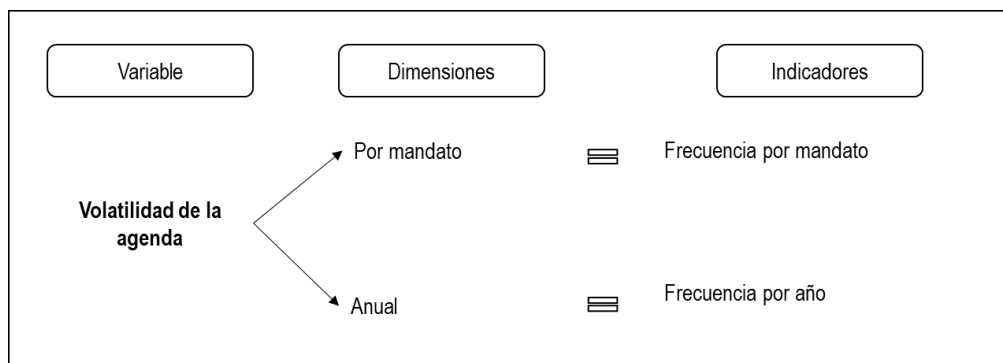 Variable
Dimensiones
Indicadores
Por mandato
Frecuencia por mandato
Volatilidad de la
agenda
Anual
Frecuencia por año